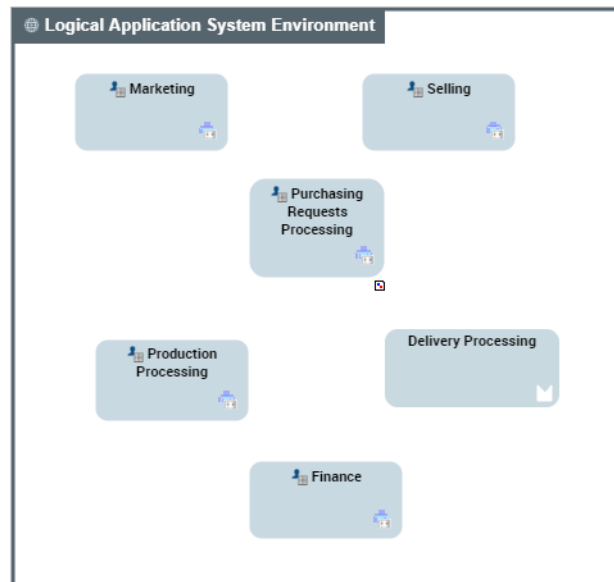 Logical Application System Environment
Marketing
Selling
Purchasing
Requests
Processing
Production
Processing
Delivery Processing
Finance